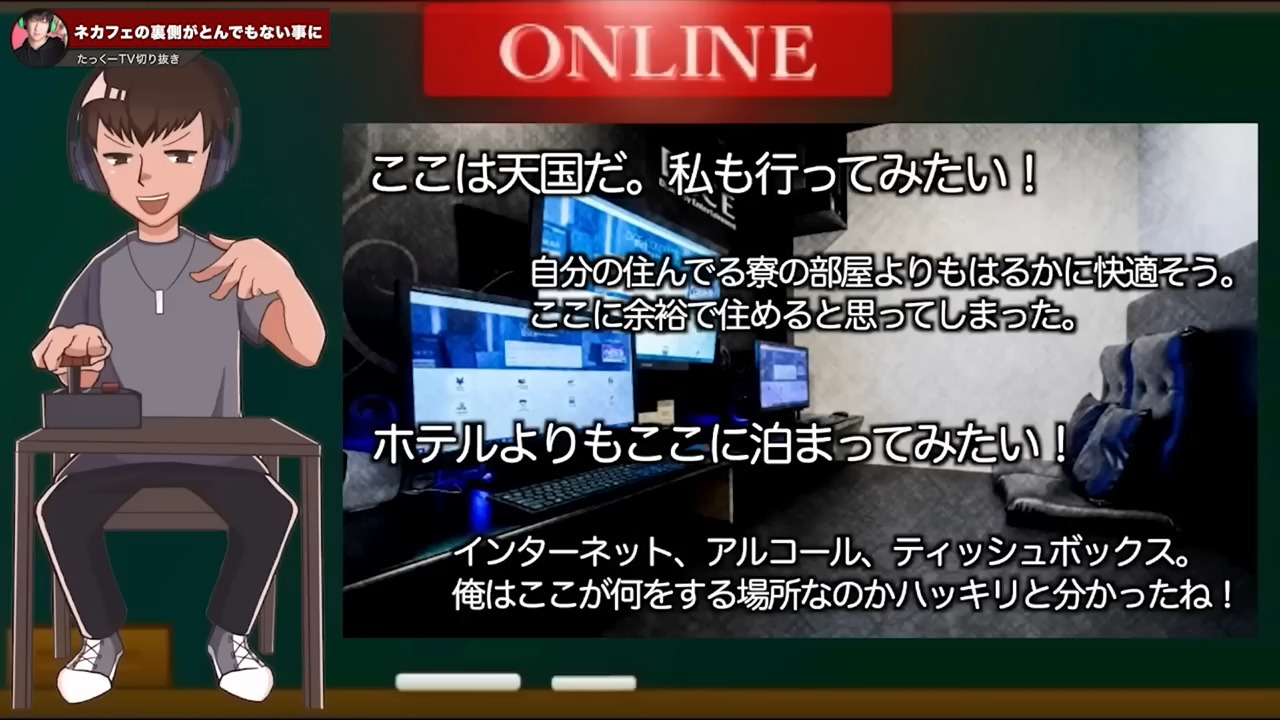 ネカフェの裏側がとんでもない事に
たっくーTV切り抜き
ONLINE
ここは天国だ。私も行ってみたい！
自分の住んでる寮の部屋よりもはるかに快適そう。
ここに余裕で住めると思ってしまった。
ホテルよりもここに泊まってみたい！
インターネット、アルコール、ティッシュボックス。
俺はここが何をする場所なのかハッキリと分かったね！